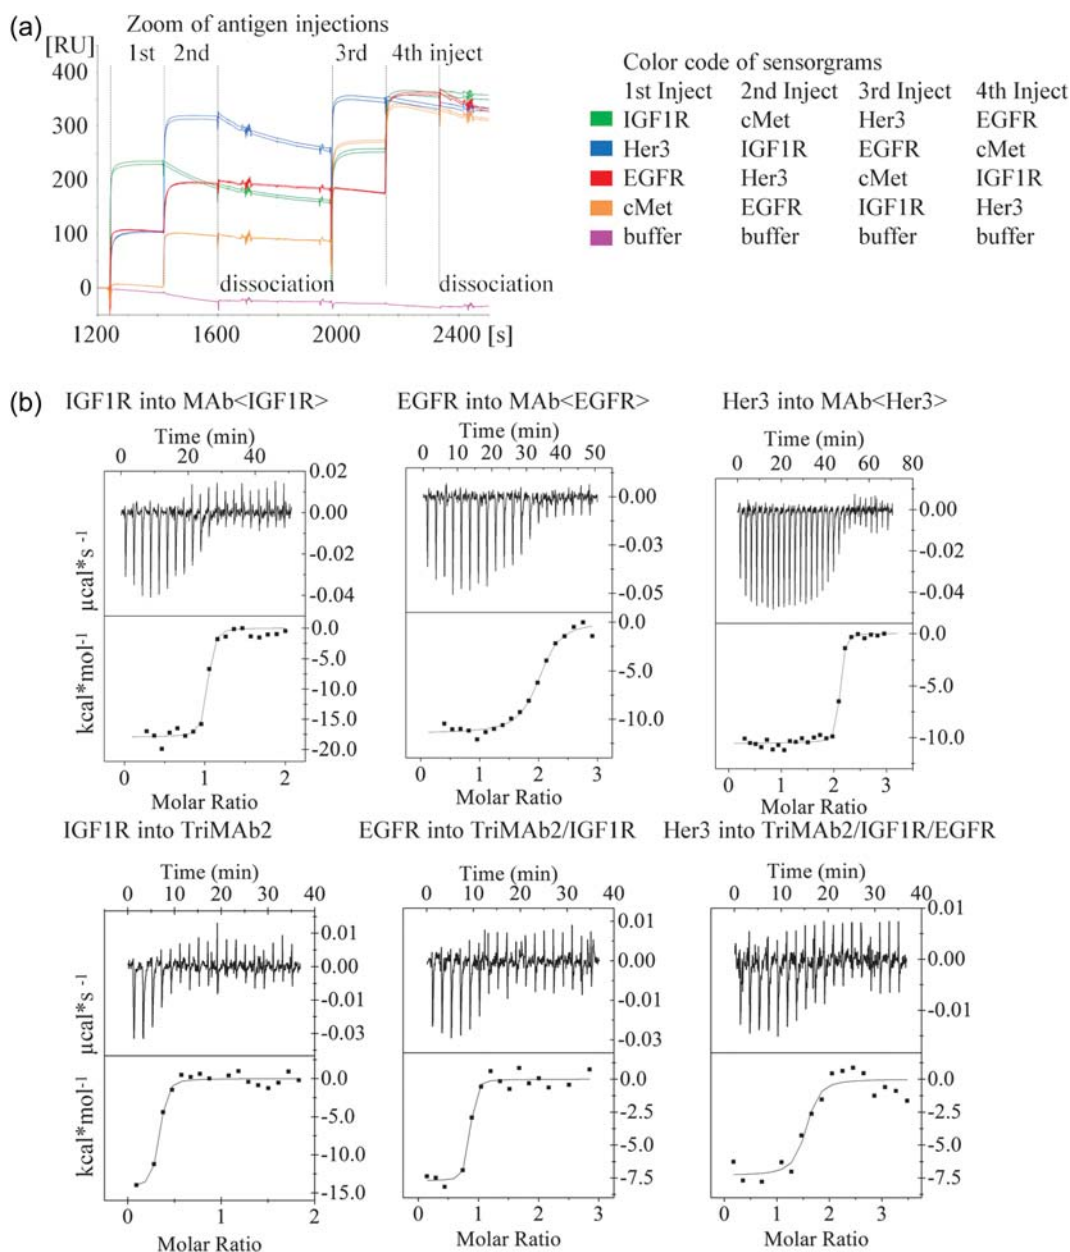 (a)
Zoom of antigen injections
[RU]
1st 2nd 3rd 4th inject
400
300
200
100
0
dissociation dissociation
1200 1600 2000 2400 [s]
Color code of sensorgrams
1st Inject 2nd Inject 3rd Inject 4th Inject
IGF1R cMet Her3 EGFR
Her3 IGF1R EGFR cMet
EGFR Her3 cMet IGF1R
cMet EGFR IGF1R Her3
buffer buffer buffer buffer
(b)
IGF1R into MAb<IGF1R>
Time (min)
0 20 40
0.02
0.00
-0.02
-0.04
µcal*s -1
0.0
-5.0
-10.0
-15.0
-20.0
kcal*mol-1
0 1 2
Molar Ratio
EGFR into MAb<EGFR>
Time (min)
0 10 20 30 40 50
0.00
-0.03
-0.05
0.0
-5.0
-10.0
0 1 2 3
Molar Ratio
Her3 into MAb<Her3>
Time (min)
0 20 40 60 80
0.00
-0.02
-0.04
0.0
-5.0
-10.0
0 1 2 3
Molar Ratio
IGF1R into TriMAb2
Time (min)
0 10 20 30 40
0.01
0.00
-0.01
-0.03
µcal*s -1
0.0
-5.0
-10.0
-15.0
kcal*mol-1
0 1 2
Molar Ratio
EGFR into TriMAb2/IGF1R
Time (min)
0 10 20 30 40
0.01
0.00
-0.01
-0.03
0.0
-2.5
-5.0
-7.5
0 1 2 3
Molar Ratio
Her3 into TriMAb2/IGF1R/EGFR
Time (min)
0 10 20 30 40
0.01
0.00
-0.01
0.0
-2.5
-5.0
-7.5
0 1 2 3
Molar Ratio